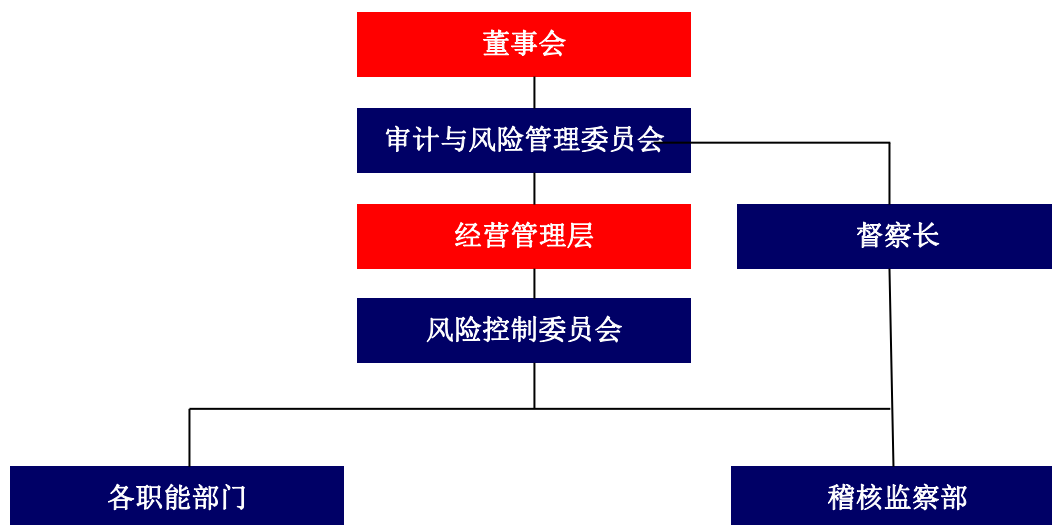 董事会
审计与风险管理委员会
经营管理层
督察长
风险控制委员会
各职能部门
稽核监察部